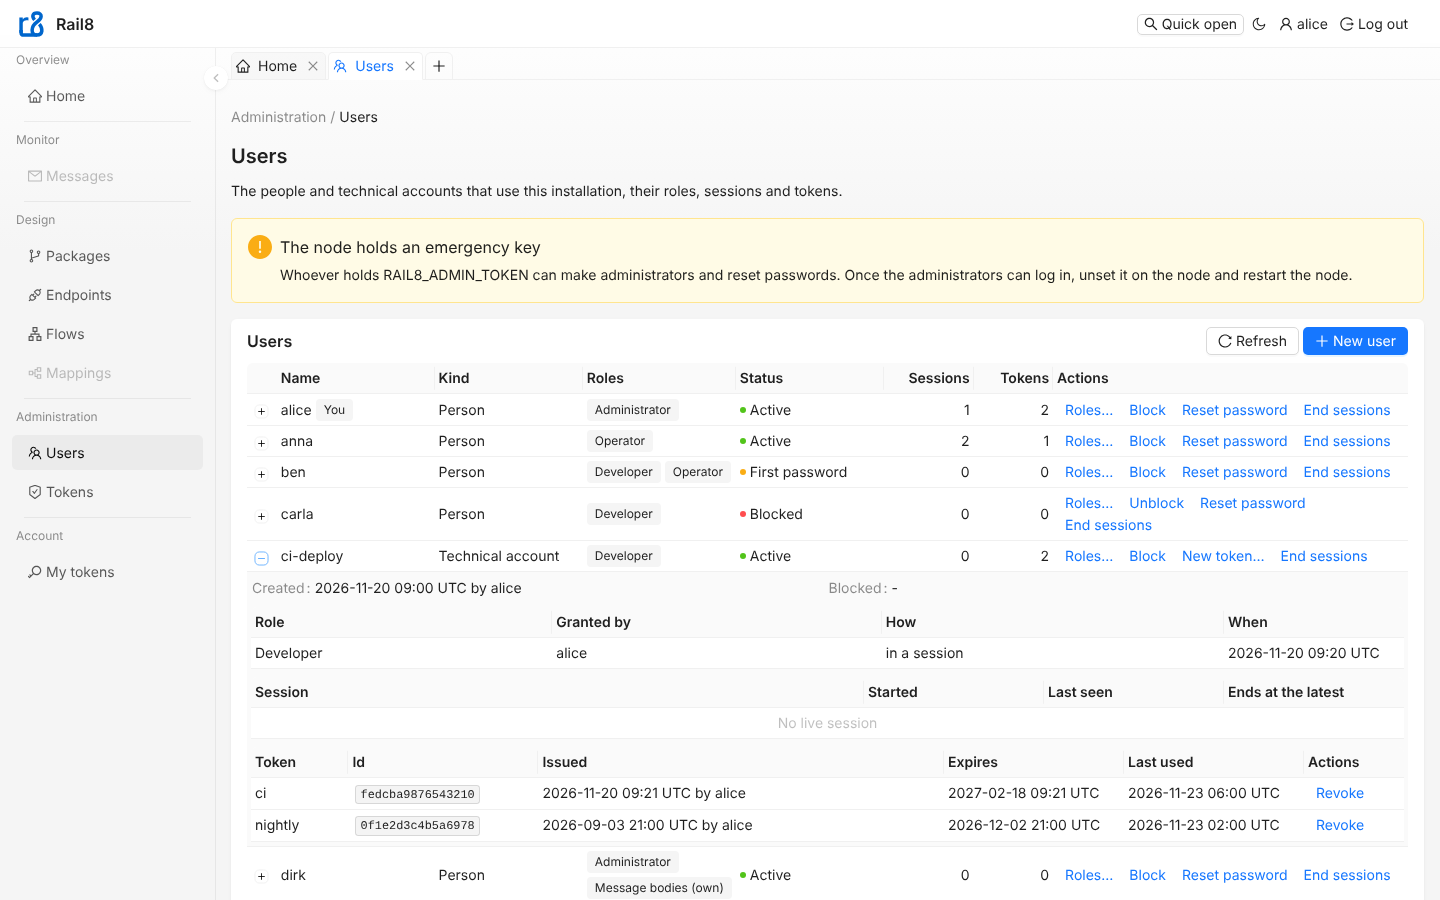 Rail8
Quick open
alice
Log out
Overview
Home
Monitor
Messages
Design
Packages
Endpoints
Flows
Mappings
Administration
Users
Tokens
Account
My tokens
Home
Users
Administration / Users
Users
The people and technical accounts that use this installation, their roles, sessions and tokens.
The node holds an emergency key
Whoever holds RAIL8_ADMIN_TOKEN can make administrators and reset passwords. Once the administrators can log in, unset it on the node and restart the node.
Users
Refresh
New user
Name Kind Roles Status Sessions Tokens Actions
alice You Person Administrator Active 1 2 Roles... Block Reset password End sessions
anna Person Operator Active 2 1 Roles... Block Reset password End sessions
ben Person Developer Operator First password 0 0 Roles... Block Reset password End sessions
carla Person Developer Blocked 0 0 Roles... Unblock Reset password
End sessions
ci-deploy Technical account Developer Active 0 2 Roles... Block New token... End sessions
Created: 2026-11-20 09:00 UTC by alice Blocked: -
Role Granted by How When
Developer alice in a session 2026-11-20 09:20 UTC
Session Started Last seen Ends at the latest
No live session
Token Id Issued Expires Last used Actions
ci fedcba9876543210 2026-11-20 09:21 UTC by alice 2027-02-18 09:21 UTC 2026-11-23 06:00 UTC Revoke
nightly 0f1e2d3c4b5a6978 2026-09-03 21:00 UTC by alice 2026-12-02 21:00 UTC 2026-11-23 02:00 UTC Revoke
dirk Person Administrator Active 0 0 Roles... Block Reset password End sessions
Message bodies (own)